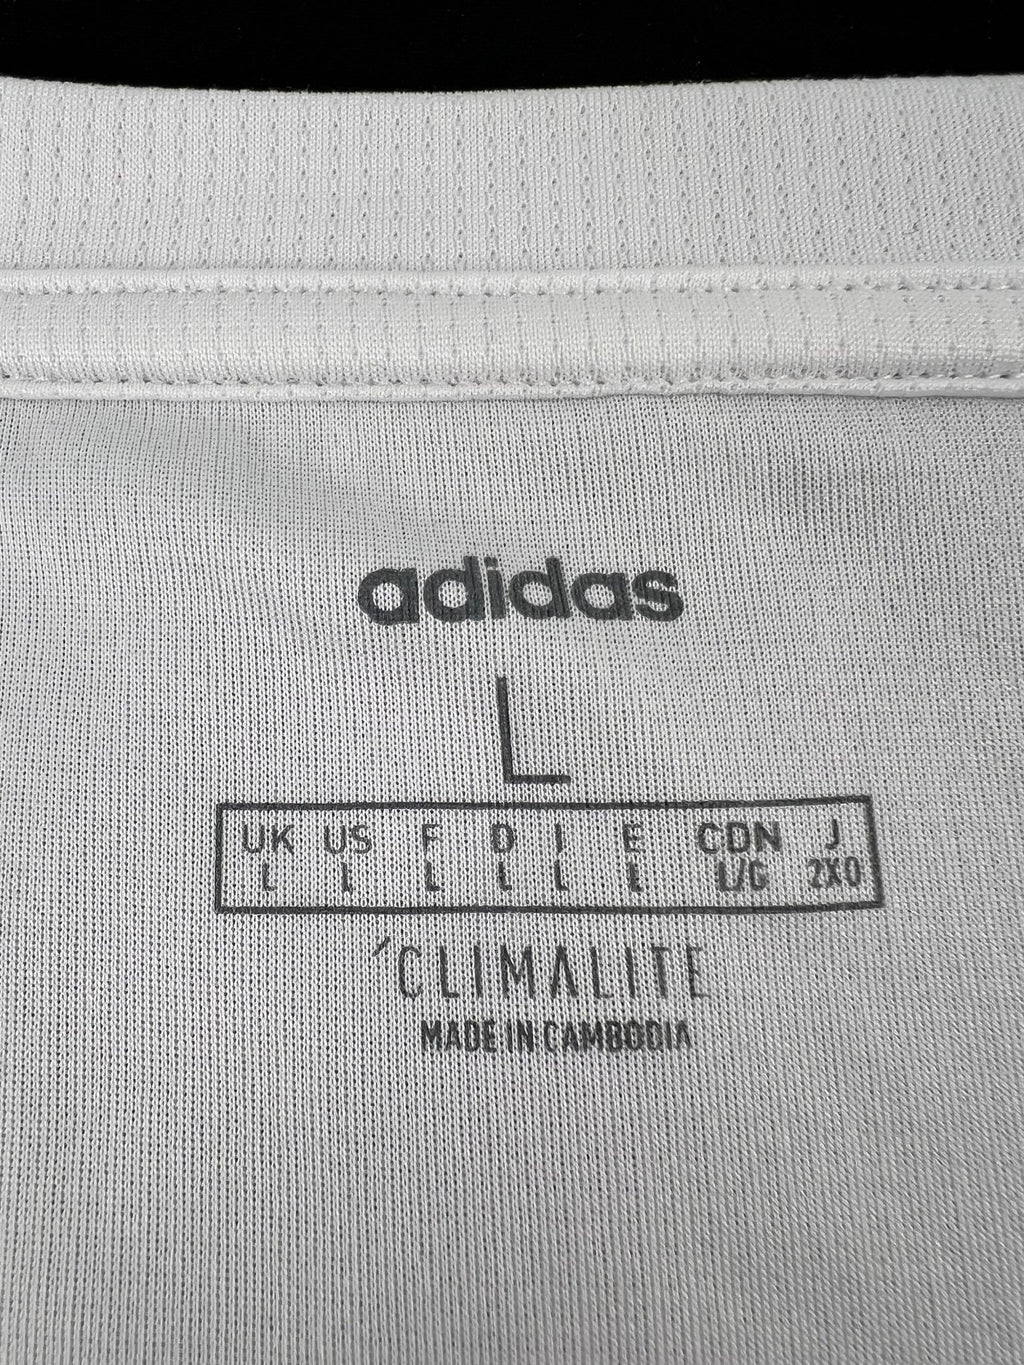 adidas
L
UK US F D I E CDN J
L L L L L L L/G 2XO
´CLIMALITE
MADE IN CAMBODIA